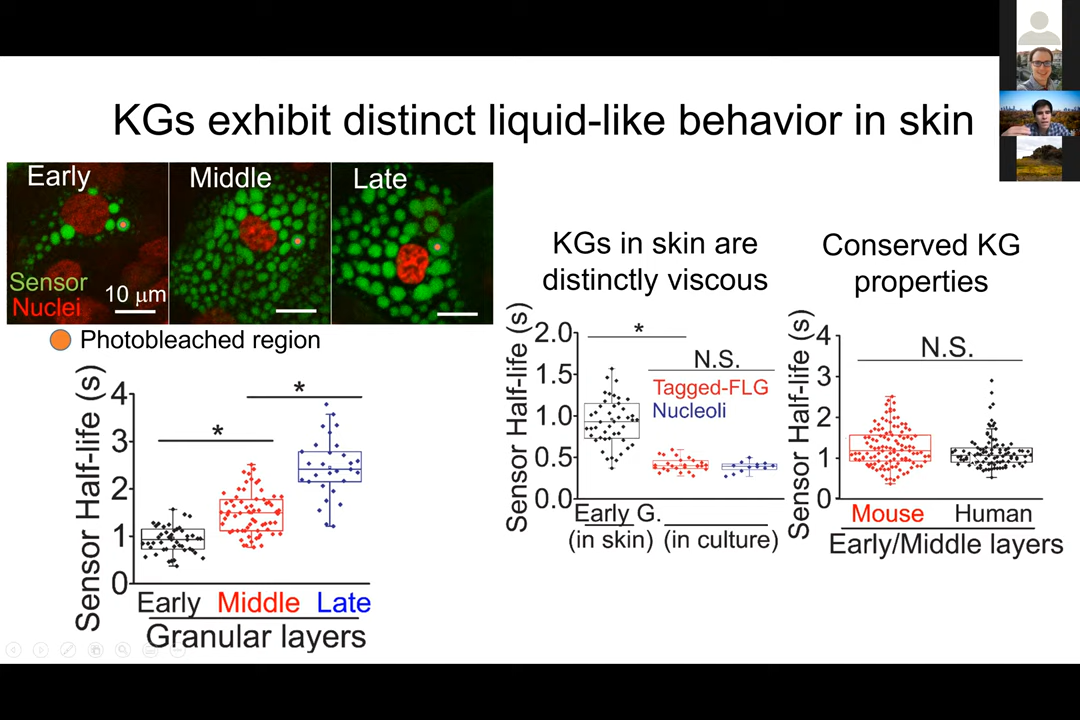 KGs exhibit distinct liquid-like behavior in skin
Early
Middle
Late
Sensor
Nuclei
10 μm
Photobleached region
Sensor Half-life (s)
4
3
2
1
0
*
*
Early Middle Late
Granular layers
KGs in skin are
distinctly viscous
Sensor Half-life (s)
2.0
1.5
1.0
0.5
0.0
*
N.S.
Tagged-FLG
Nucleoli
Early G.
(in skin) (in culture)
Conserved KG
properties
Sensor Half-life (s)
4
3
2
1
0
N.S.
Mouse Human
Early/Middle layers